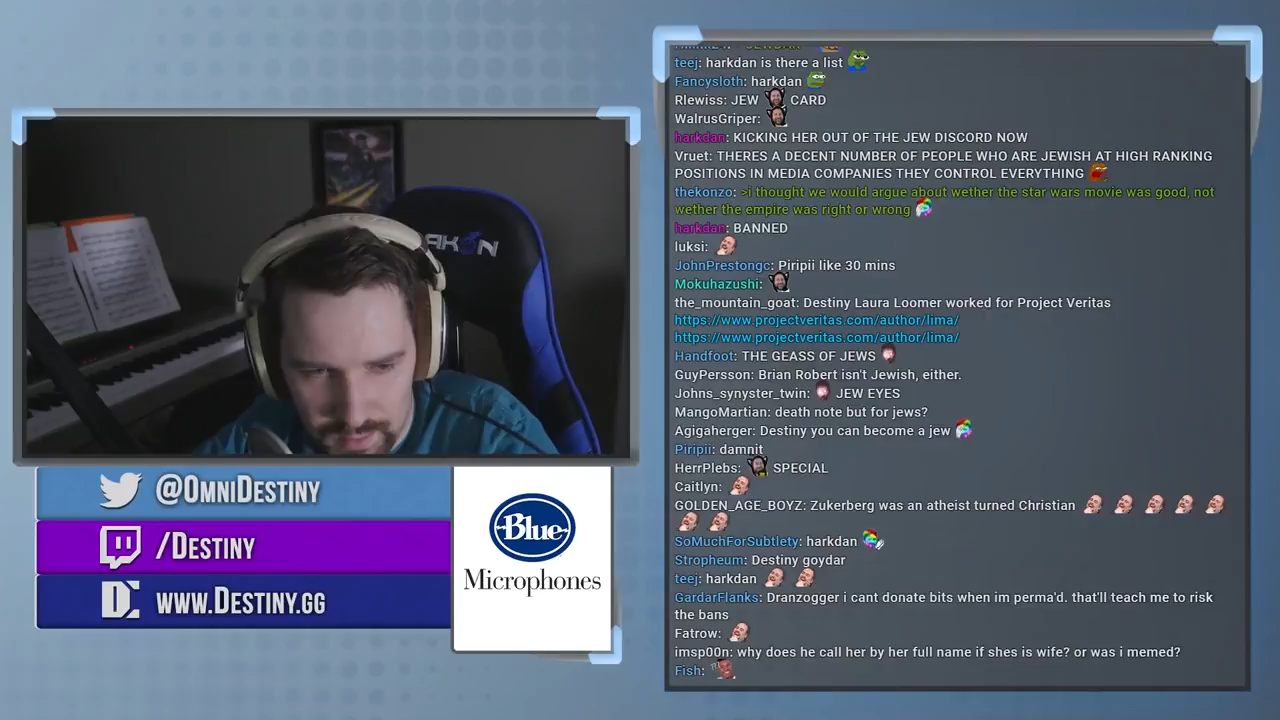 teej: harkdan is there a list
Fancysloth: harkdan
Rlewiss: JEW CARD
WalrusGriper:
harkdan: KICKING HER OUT OF THE JEW DISCORD NOW
Vruet: THERES A DECENT NUMBER OF PEOPLE WHO ARE JEWISH AT HIGH RANKING
POSITIONS IN MEDIA COMPANIES THEY CONTROL EVERYTHING
thekonzo: >i thought we would argue about wether the star wars movie was good, not
wether the empire was right or wrong
harkdan: BANNED
luksi:
JohnPrestongc: Piripii like 30 mins
Mokuhazushi:
the_mountain_goat: Destiny Laura Loomer worked for Project Veritas
https://www.projectveritas.com/author/lima/
https://www.projectveritas.com/author/lima/
Handfoot: THE GEASS OF JEWS
GuyPersson: Brian Robert isn't Jewish, either.
Johns_synyster_twin: JEW EYES
MangoMartian: death note but for jews?
Agigaherger: Destiny you can become a jew
Piripii: damnit
HerrPlebs: SPECIAL
Caitlyn:
GOLDEN_AGE_BOYZ: Zukerberg was an atheist turned Christian
SoMuchForSubtlety: harkdan
Stropheum: Destiny goydar
teej: harkdan
GardarFlanks: Dranzogger i cant donate bits when im perma'd. that'll teach me to risk
the bans
Fatrow:
imsp00n: why does he call her by her full name if shes is wife? or was i memed?
Fish:
@OmniDestiny
/Destiny
www.Destiny.gg
Blue
Microphones